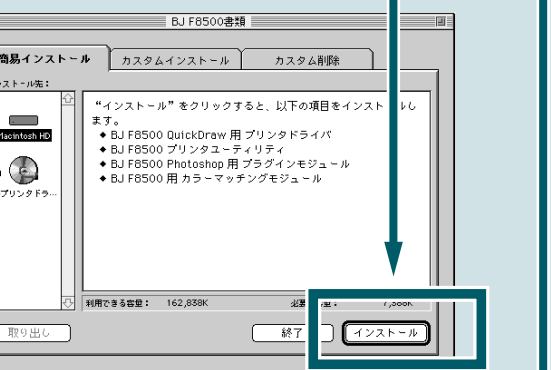 BJ F8500書類
簡易インストール
カスタムインストール
カスタム削除
ンストール先：
“インストール”をクリックすると、以下の項目をインストールし
ます。
◆ BJ F8500 QuickDraw 用 プリンタドライバ
◆ BJ F8500 プリンタユーティリティ
◆ BJ F8500 Photoshop 用 プラグインモジュール
◆ BJ F8500 用 カラーマッチングモジュール
Macintosh HD
プリンタドラ…
利用できる容量： 162,838K
取り出し
終了
インストール